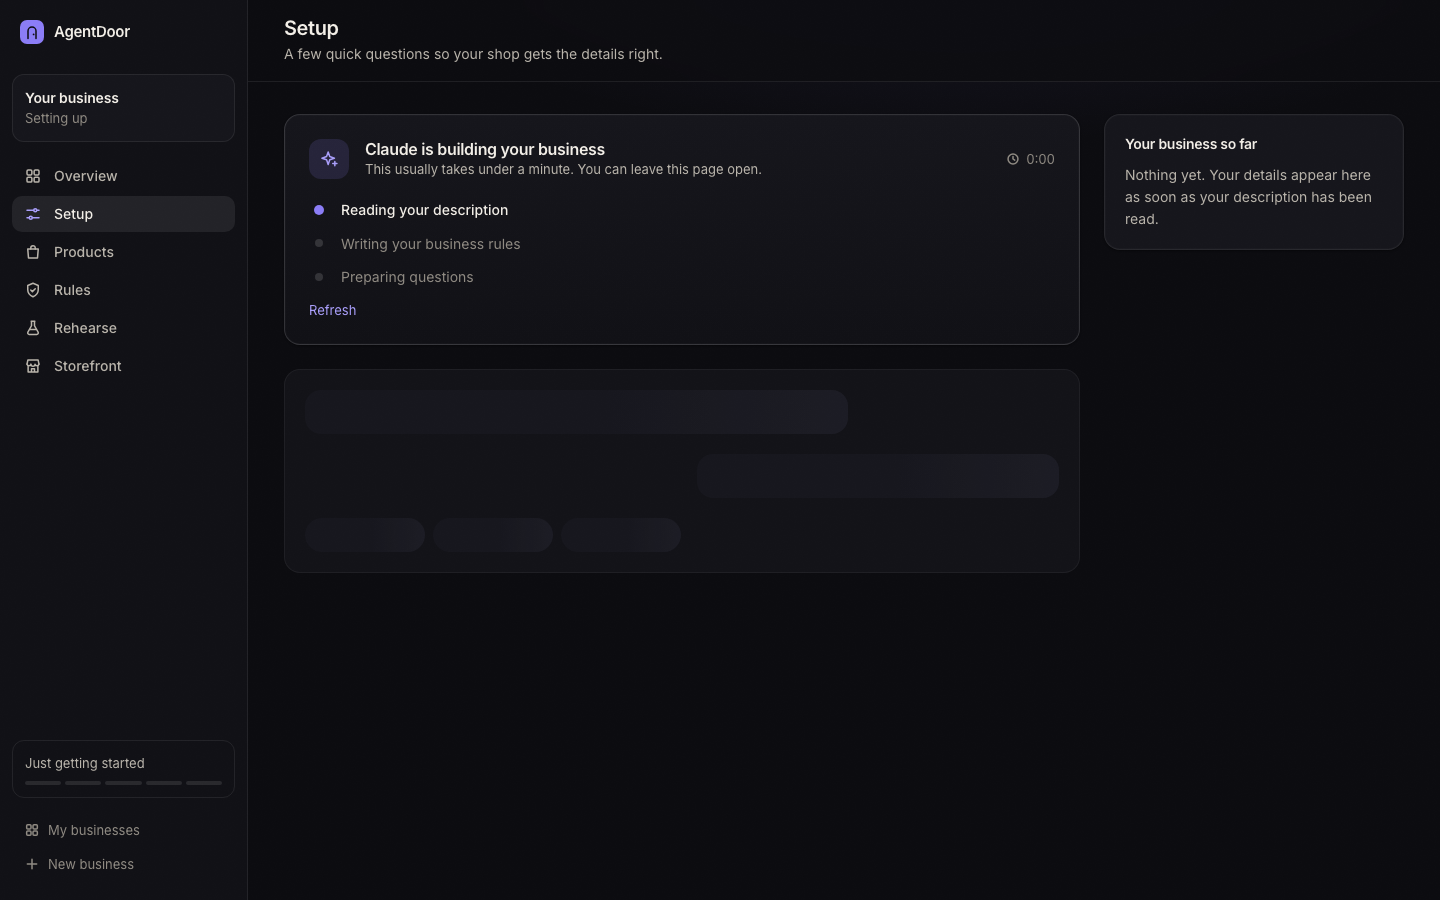 AgentDoor
Your business
Setting up
Overview
Setup
Products
Rules
Rehearse
Storefront
Just getting started
My businesses
New business
Setup
A few quick questions so your shop gets the details right.
Claude is building your business
This usually takes under a minute. You can leave this page open.
0:00
Reading your description
Writing your business rules
Preparing questions
Refresh
Your business so far
Nothing yet. Your details appear here
as soon as your description has been
read.